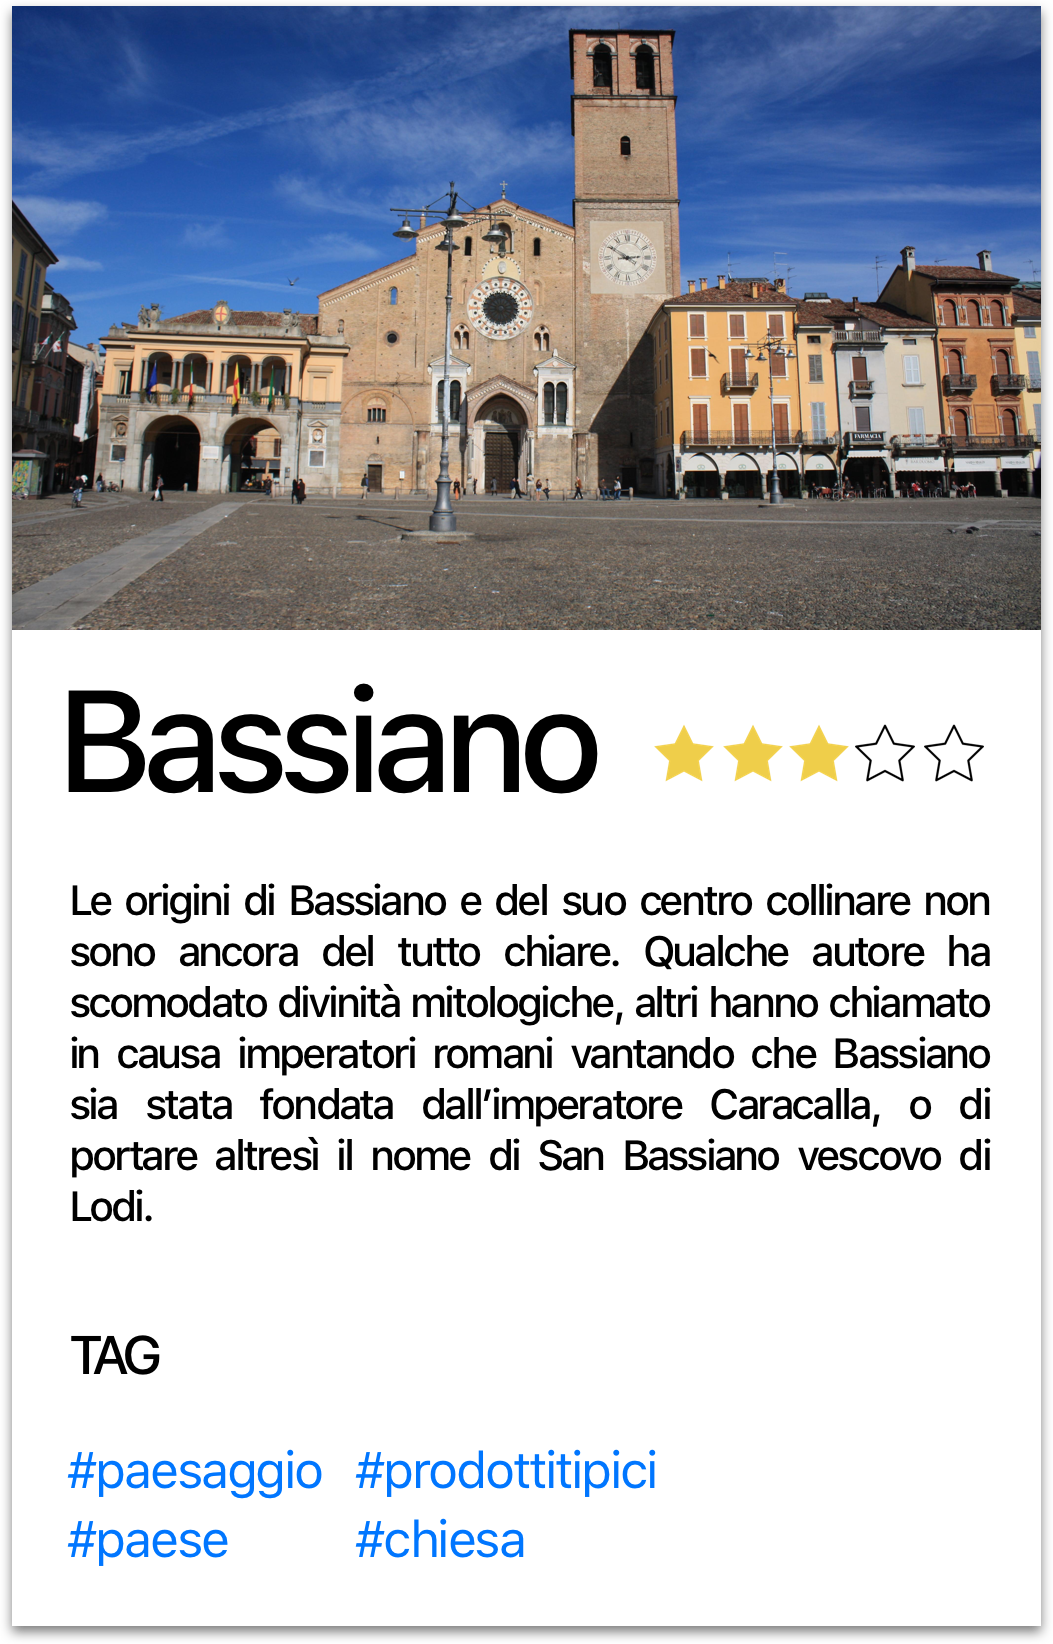 FARMACIA
Bassiano
Le origini di Bassiano e del suo centro collinare non
sono ancora del tutto chiare. Qualche autore ha
scomodato divinità mitologiche, altri hanno chiamato
in causa imperatori romani vantando che Bassiano
sia stata fondata dall’imperatore Caracalla, o di
portare altresì il nome di San Bassiano vescovo di
Lodi.
TAG
#paesaggio #prodottitipici
#paese #chiesa